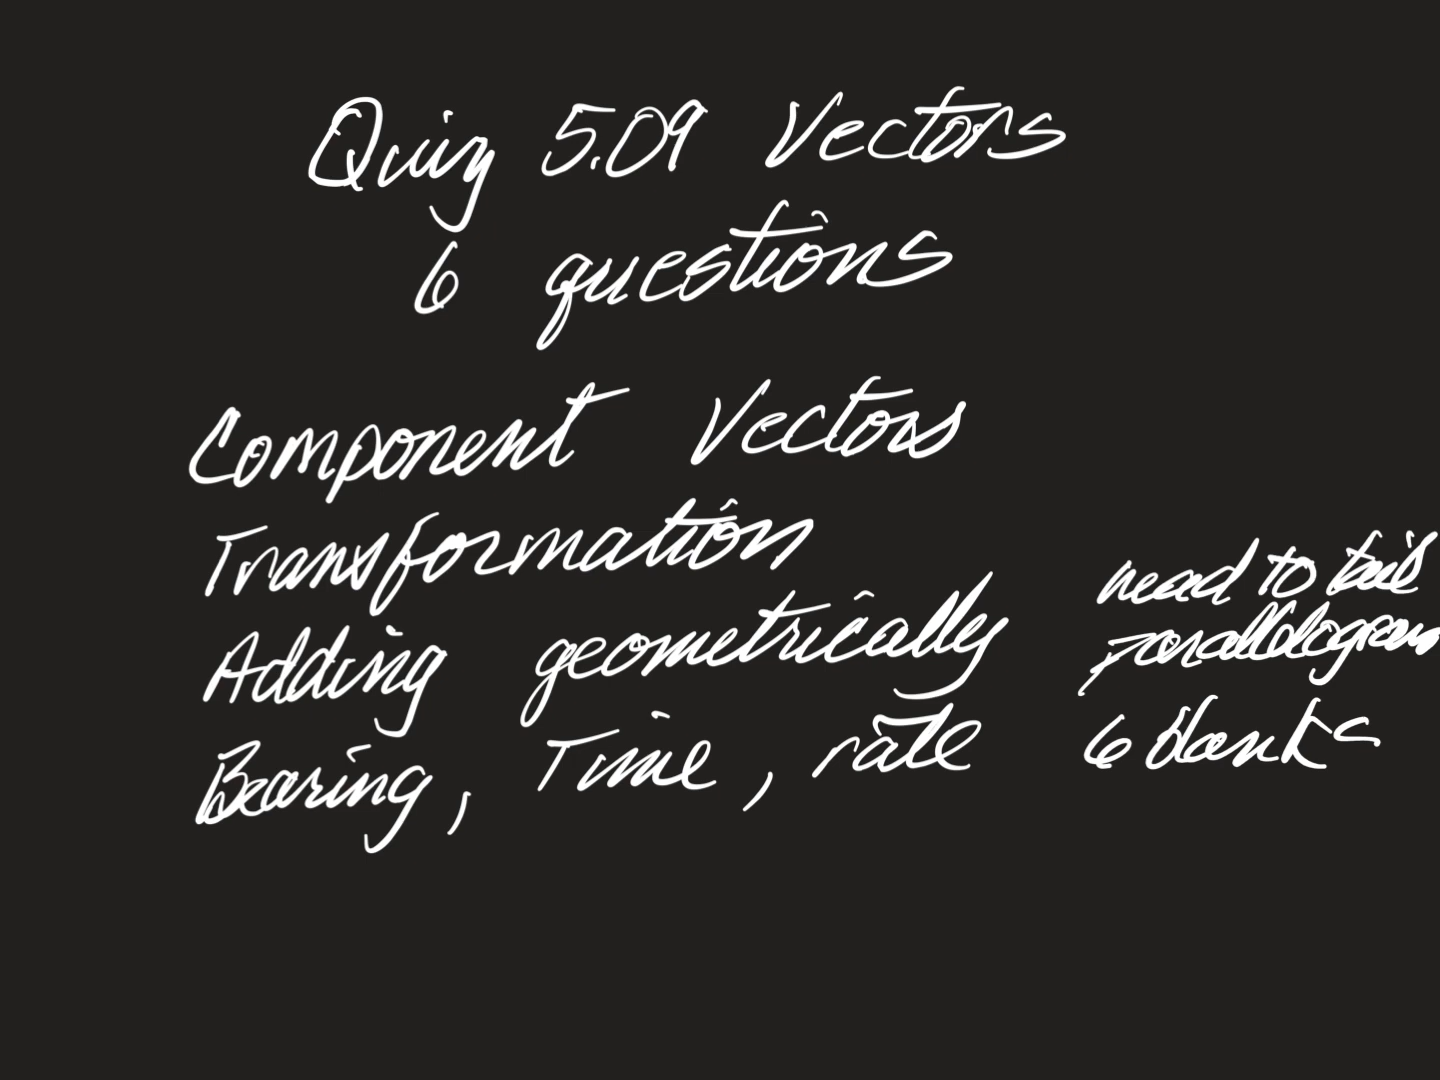 Quiz 5.09 Vectors
6 questions
Component Vectors
Transformation
Adding geometrically head to tail
parallelogram
Bearing, Time, rate 6 blanks